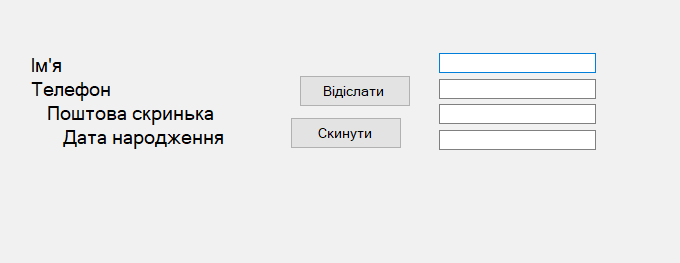 Ім'я
Телефон
Поштова скринька
Дата народження
Відіслати
Скинути